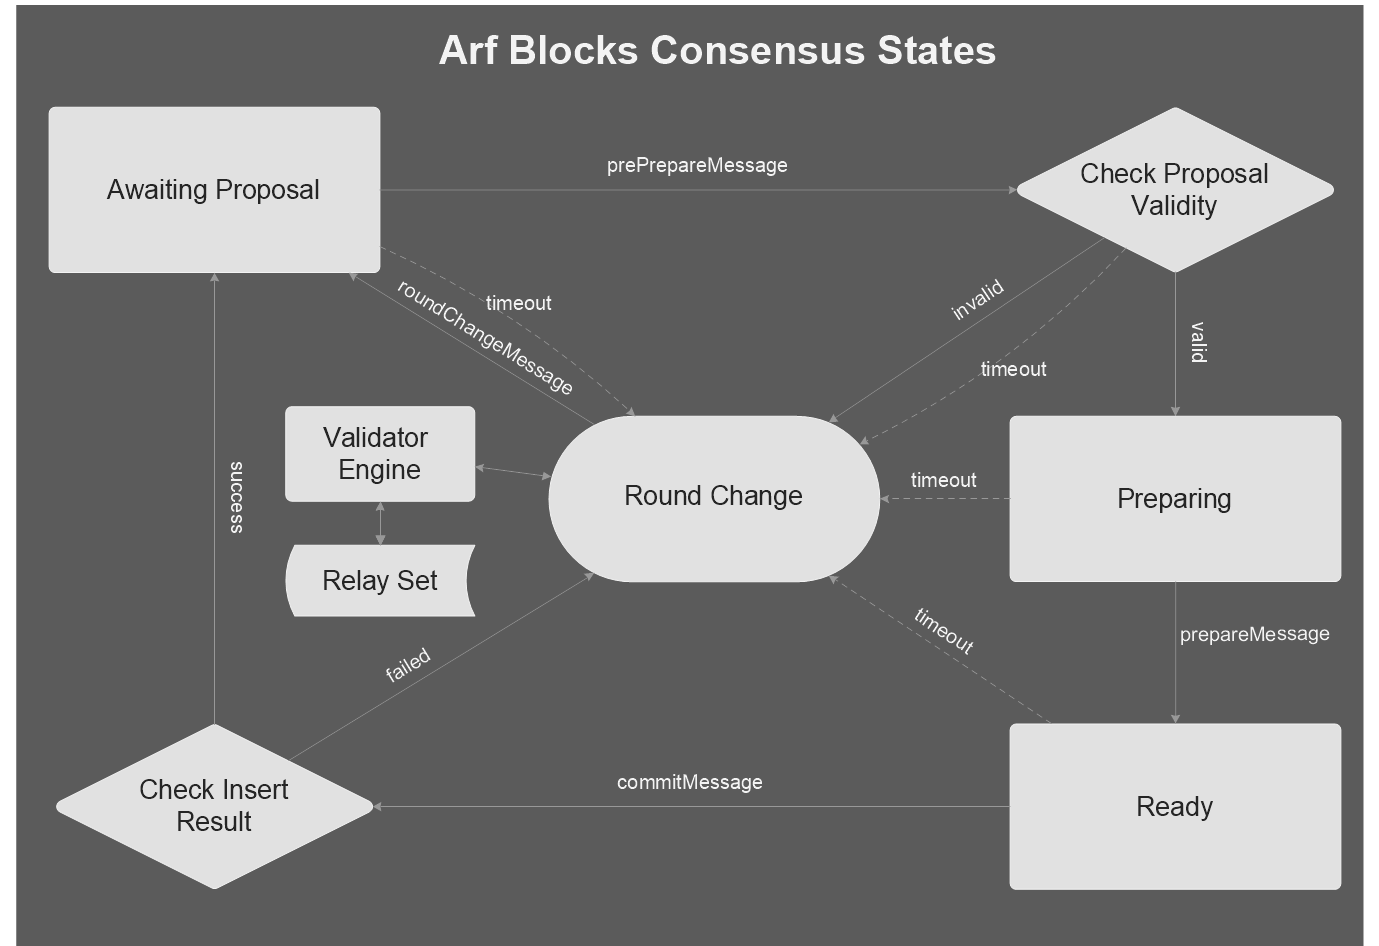 Arf Blocks Consensus States
Awaiting Proposal
prePrepareMessage
Check Proposal
Validity
timeout
roundChangeMessage
invalid
timeout
valid
Validator
Engine
Round Change
timeout
Preparing
success
Relay Set
failed
timeout
prepareMessage
Check Insert
Result
commitMessage
Ready